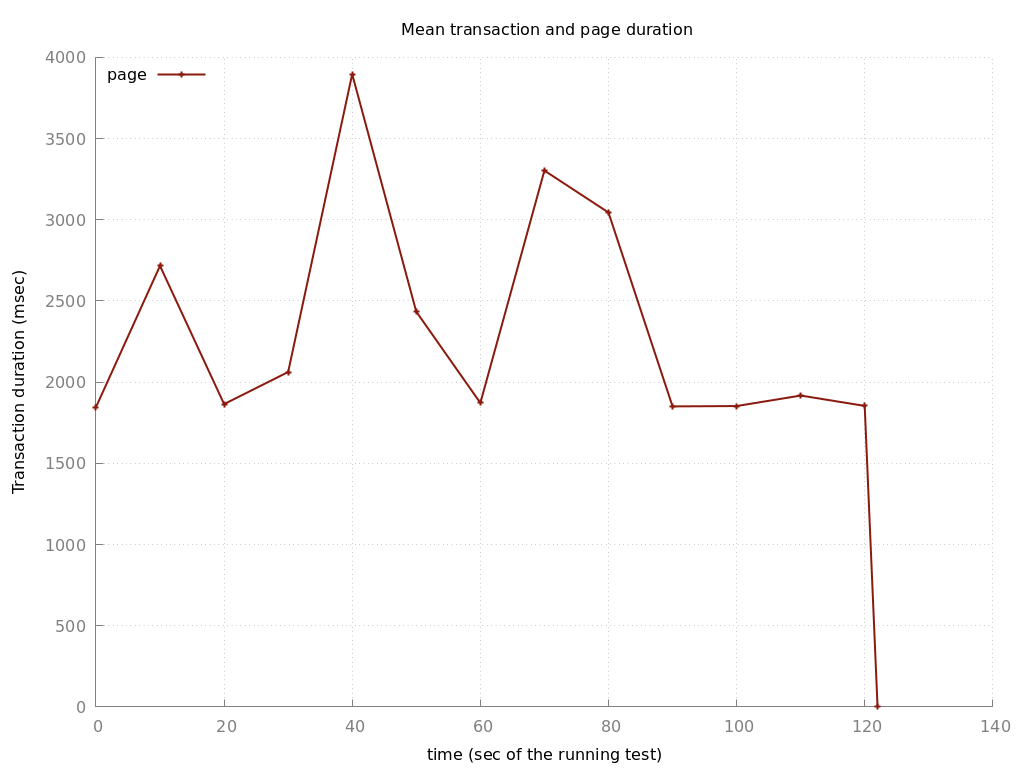 Mean transaction and page duration
4000
page
3500
3000
2500
2000
1500
1000
500
0
0 20 40 60 80 100 120 140
Transaction duration (msec)
time (sec of the running test)